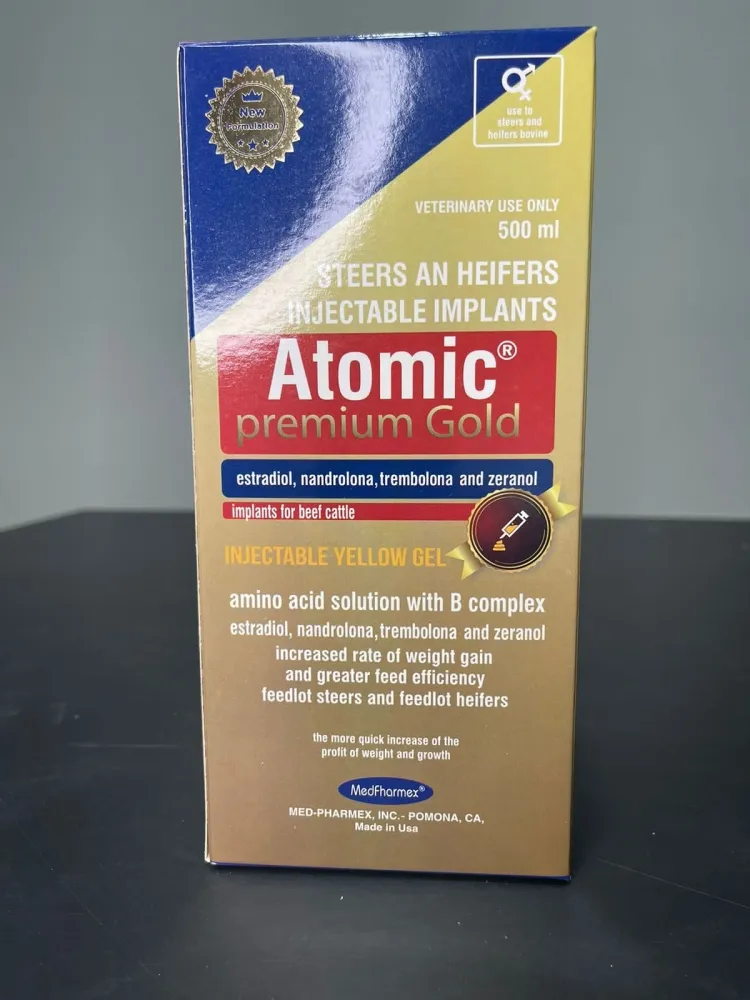 New
Formulation
use to
steers and
heifers bovine
VETERINARY USE ONLY
500 ml
STEERS AN HEIFERS
INJECTABLE IMPLANTS
Atomic®
premium Gold
estradiol, nandrolona, trembolona and zeranol
implants for beef cattle
INJECTABLE YELLOW GEL
amino acid solution with B complex
estradiol, nandrolona, trembolona and zeranol
increased rate of weight gain
and greater feed efficiency
feedlot steers and feedlot heifers
the more quick increase of the
profit of weight and growth
MedFharmex®
MED-PHARMEX, INC.- POMONA, CA,
Made in Usa